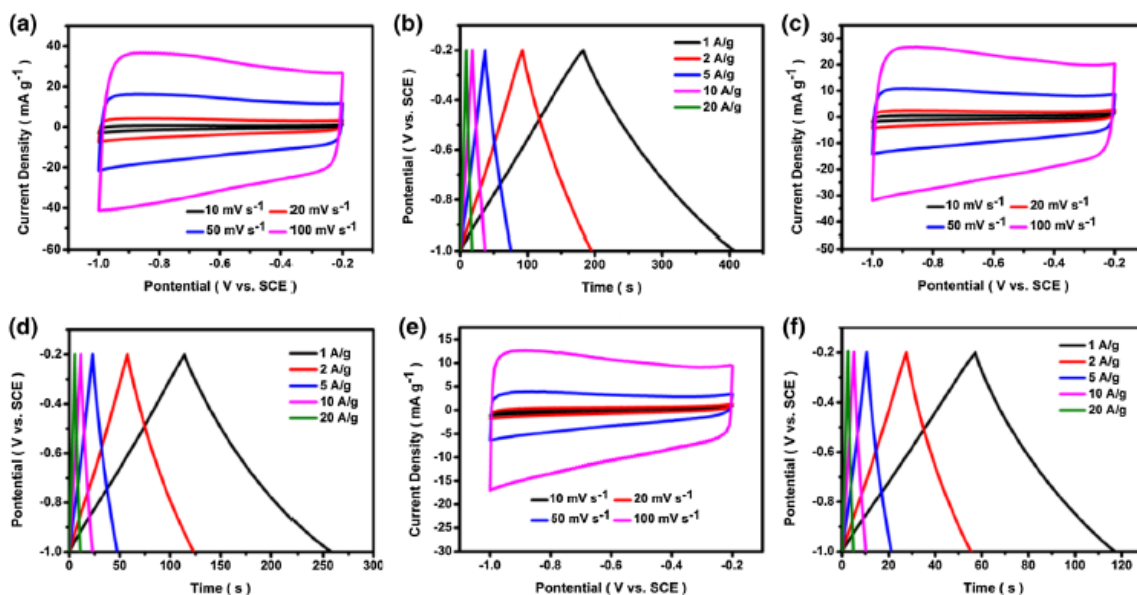 (a)
Current Density ( mA g⁻¹ )
40
20
0
-20
-40
-60
-1.0 -0.8 -0.6 -0.4 -0.2
Pontential ( V vs. SCE )
10 mV s⁻¹ 20 mV s⁻¹
50 mV s⁻¹ 100 mV s⁻¹
(b)
Pontential (V vs. SCE)
-0.2
-0.4
-0.6
-0.8
-1.0
0 100 200 300 400
Time ( s )
1 A/g
2 A/g
5 A/g
10 A/g
20 A/g
(c)
Current Density ( mA g⁻¹ )
30
20
10
0
-10
-20
-30
-40
-50
-1.0 -0.8 -0.6 -0.4 -0.2
Pontential ( V vs. SCE )
10 mV s⁻¹ 20 mV s⁻¹
50 mV s⁻¹ 100 mV s⁻¹
(d)
Pontential (V vs. SCE)
-0.2
-0.4
-0.6
-0.8
-1.0
0 50 100 150 200 250 300
Time ( s )
1 A/g
2 A/g
5 A/g
10 A/g
20 A/g
(e)
Current Density ( mA g⁻¹ )
15
10
5
0
-5
-10
-15
-20
-25
-30
-1.0 -0.8 -0.6 -0.4 -0.2
Pontential ( V vs. SCE )
10 mV s⁻¹ 20 mV s⁻¹
50 mV s⁻¹ 100 mV s⁻¹
(f)
Pontential ( V vs. SCE )
-0.2
-0.4
-0.6
-0.8
-1.0
0 20 40 60 80 100 120
Time ( s )
1 A/g
2 A/g
5 A/g
10 A/g
20 A/g